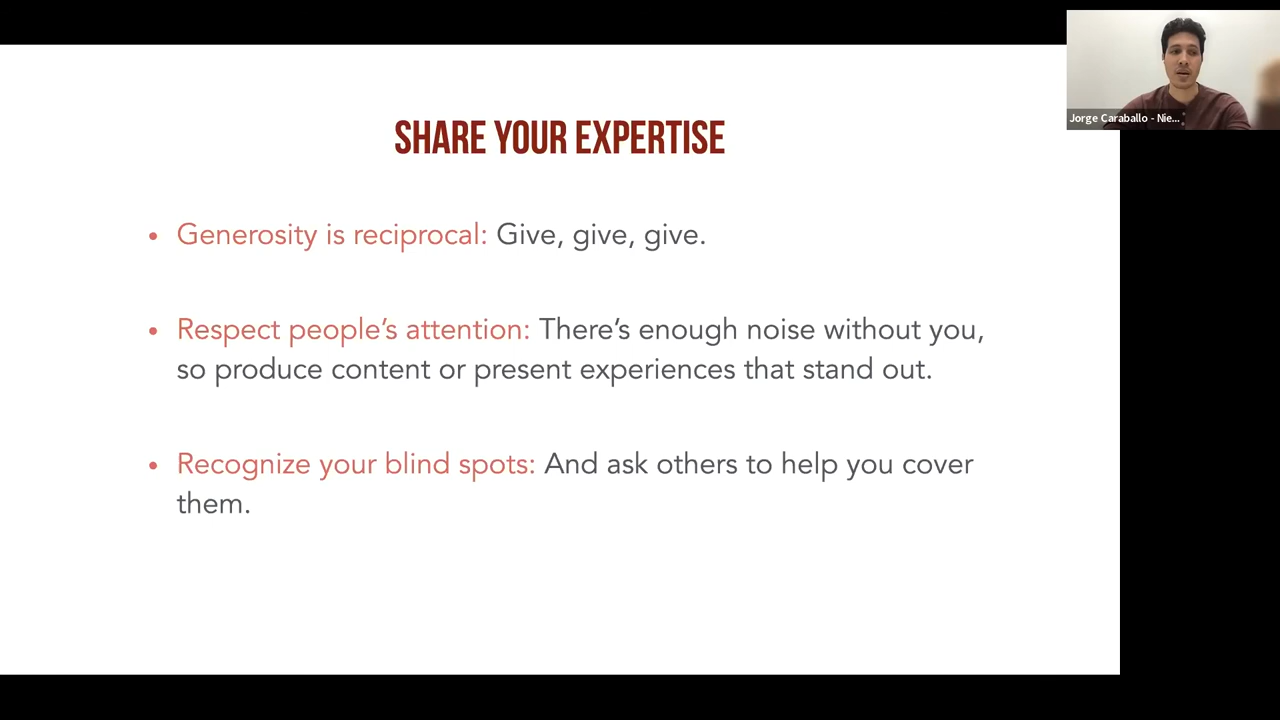 Jorge Caraballo - Nie...
SHARE YOUR EXPERTISE
• Generosity is reciprocal: Give, give, give.
• Respect people’s attention: There’s enough noise without you,
so produce content or present experiences that stand out.
• Recognize your blind spots: And ask others to help you cover
them.